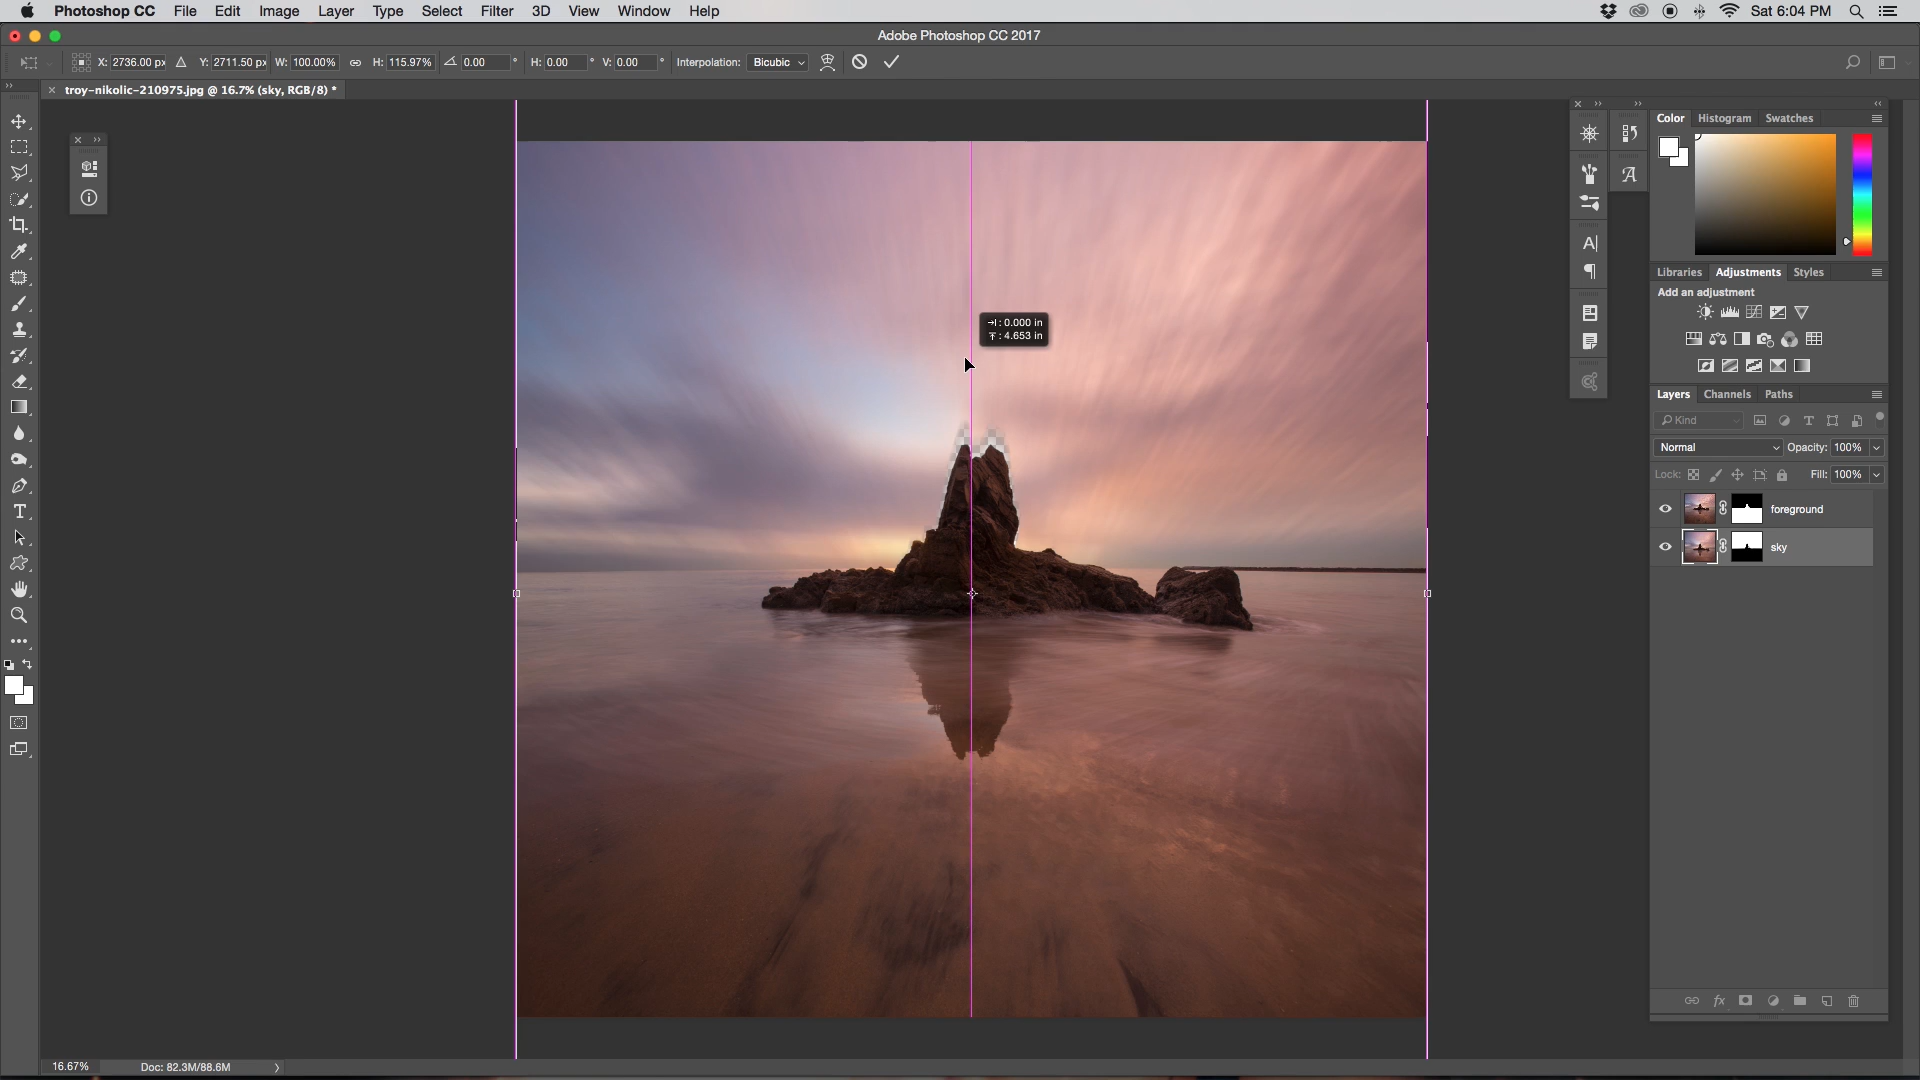 Photoshop CC File Edit Image Layer Type Select Filter 3D View Window Help Sat 6:04 PM
Adobe Photoshop CC 2017
X: 2736.00 px Y: 2711.50 px W: 100.00% H: 115.97% 0.00 ° H: 0.00 ° V: 0.00 ° Interpolation: Bicubic
troy-nikolic-210975.jpg @ 16.7% (sky, RGB/8) *
Color Histogram Swatches
Libraries Adjustments Styles
Add an adjustment
: 0.000 in
: 4.653 in
Layers Channels Paths
Kind
Normal Opacity: 100%
Lock: Fill: 100%
foreground
sky
16.67% Doc: 82.3M/88.6M